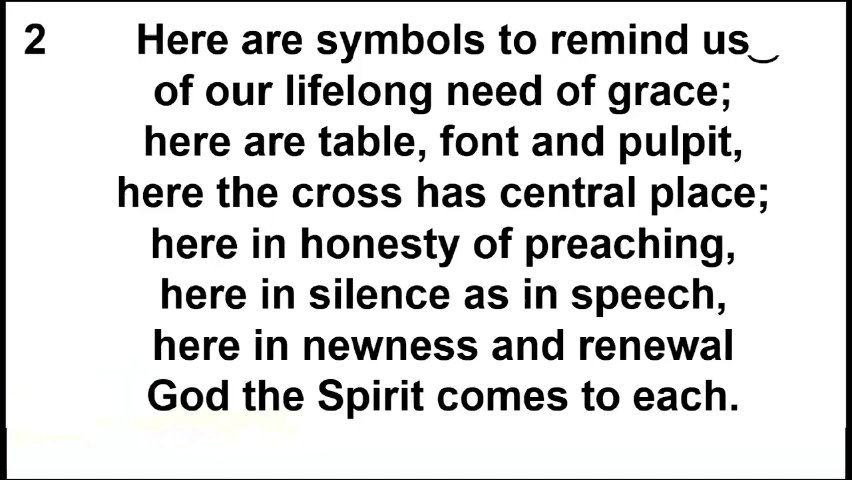 2 Here are symbols to remind us‿
of our lifelong need of grace;
here are table, font and pulpit,
here the cross has central place;
here in honesty of preaching,
here in silence as in speech,
here in newness and renewal
God the Spirit comes to each.